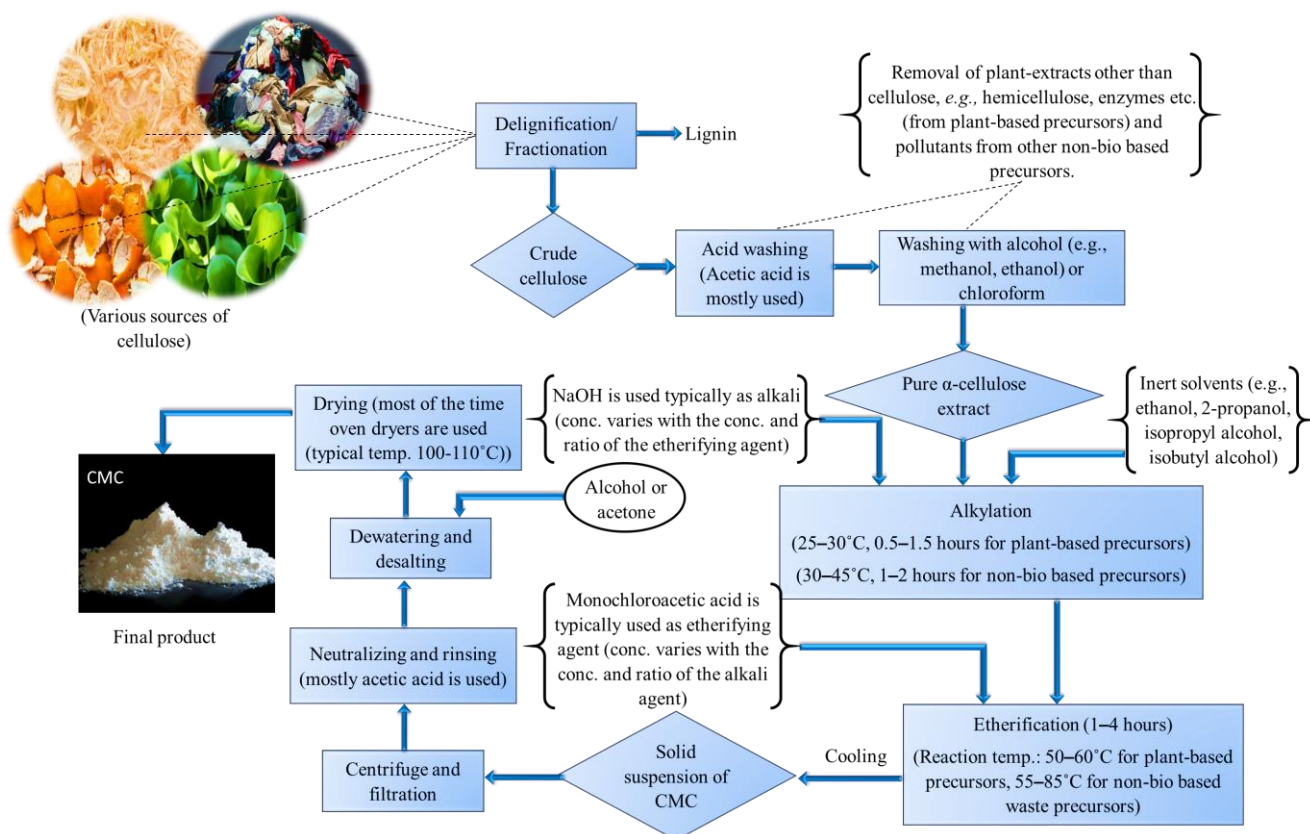 Removal of plant-extracts other than
cellulose, e.g., hemicellulose, enzymes etc.
(from plant-based precursors) and
pollutants from other non-bio based
precursors.
Delignification/
Fractionation
Lignin
(Various sources of
cellulose)
Crude
cellulose
Acid washing
(Acetic acid is
mostly used)
Washing with alcohol (e.g.,
methanol, ethanol) or
chloroform
Pure α-cellulose
extract
Inert solvents (e.g.,
ethanol, 2-propanol,
isopropyl alcohol,
isobutyl alcohol)
NaOH is used typically as alkali
(conc. varies with the conc. and
ratio of the etherifying agent)
Alkylation
(25–30˚C, 0.5–1.5 hours for plant-based precursors)
(30–45˚C, 1–2 hours for non-bio based precursors)
Monochloroacetic acid is
typically used as etherifying
agent (conc. varies with the
conc. and ratio of the alkali
agent)
Etherification (1–4 hours)
(Reaction temp.: 50–60˚C for plant-based
precursors, 55–85˚C for non-bio based
waste precursors)
Cooling
Solid
suspension of
CMC
Centrifuge and
filtration
Neutralizing and rinsing
(mostly acetic acid is used)
Dewatering and
desalting
Alcohol or
acetone
Drying (most of the time
oven dryers are used
(typical temp. 100-110˚C))
CMC
Final product